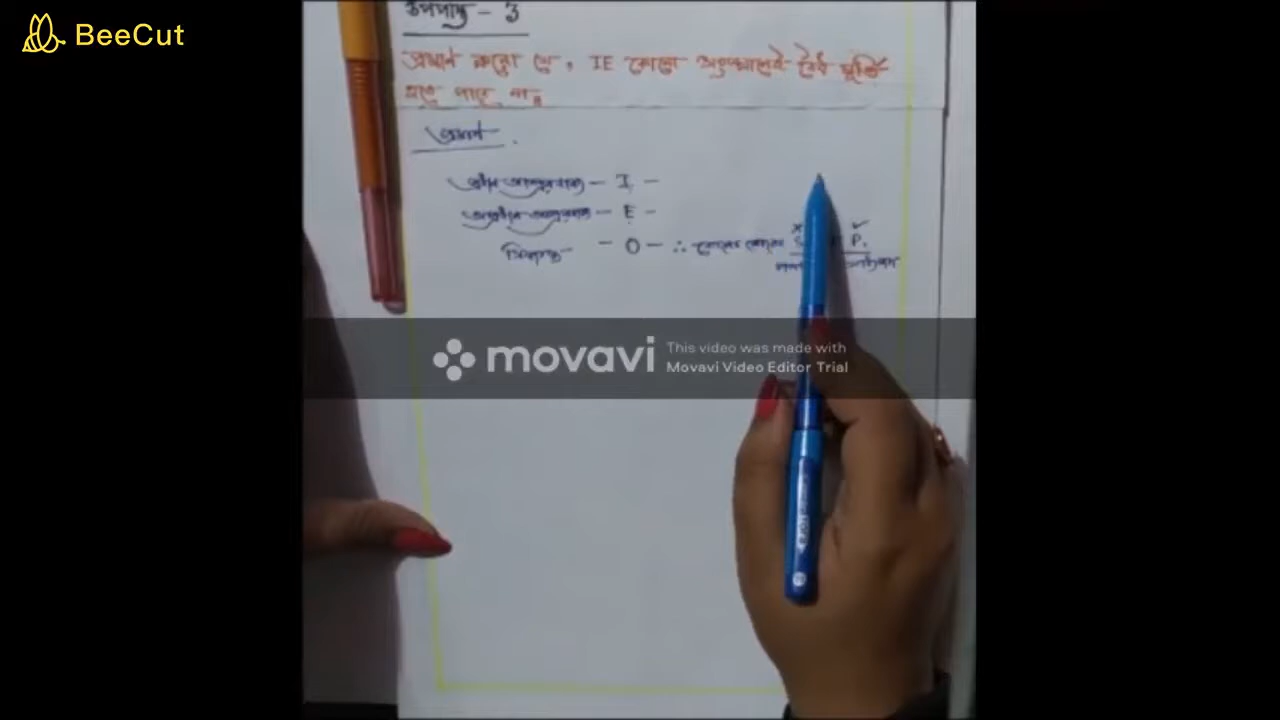 BeeCut
উপপাদ্য - 3
প্রমাণ করো যে, IE কোনো সংস্থানেই বৈধ মূর্তি
হতে পারে না॥
প্রমাণ
প্রধান আশ্রয়বাক্য - I -
অপ্রধান আশ্রয়বাক্য - E -
সিদ্ধান্ত - O - ∴ কোনো কোনো P.
movavi
This video was made with
Movavi Video Editor Trial